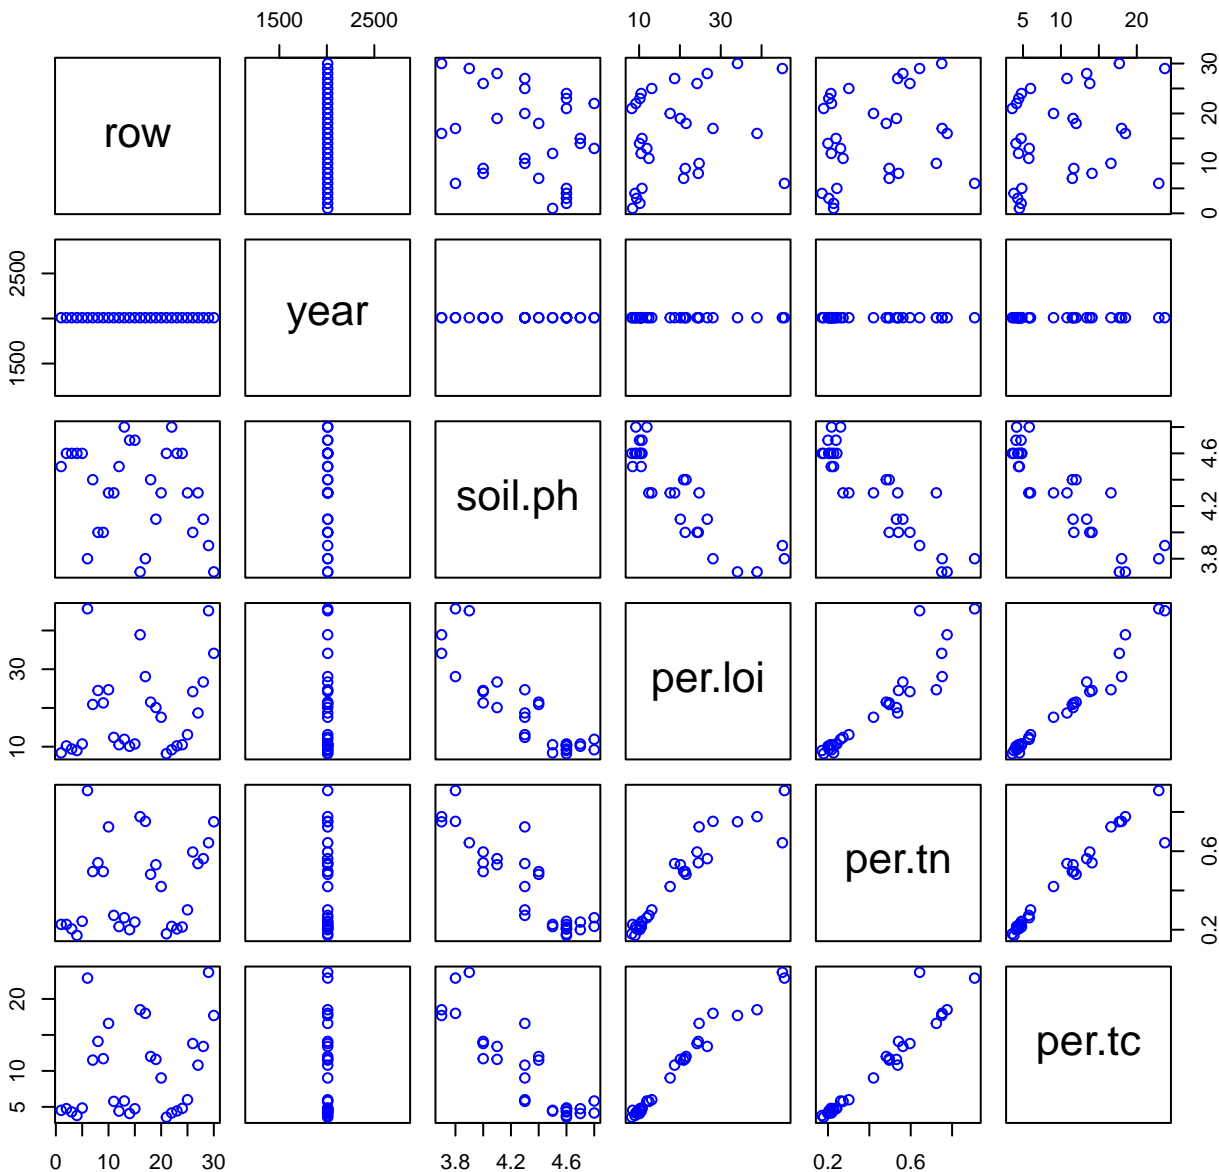 1500 2500 10 30 5 10 20
row 0 10 20 30
1500 2500 year
soil.ph 3.8 4.2 4.6
10 30 per.loi
per.tn 0.2 0.6
5 10 20 per.tc
0 10 20 30 3.8 4.2 4.6 0.2 0.6